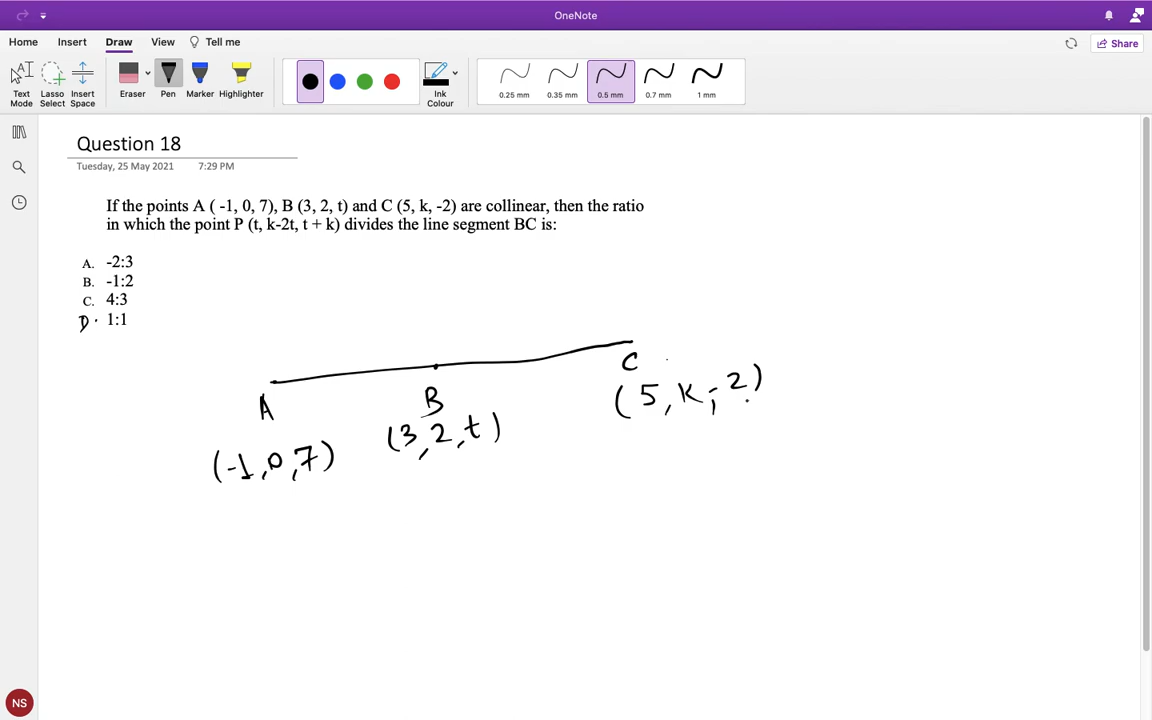 OneNote
Home Insert Draw View Tell me
Share
Text Mode
Lasso Select
Insert Space
Eraser
Pen
Marker
Highlighter
Ink Colour
0.25 mm
0.35 mm
0.5 mm
0.7 mm
1 mm
Question 18
Tuesday, 25 May 2021 7:29 PM
If the points A ( -1, 0, 7), B (3, 2, t) and C (5, k, -2) are collinear, then the ratio
in which the point P (t, k-2t, t + k) divides the line segment BC is:
A. -2:3
B. -1:2
C. 4:3
D. 1:1
A
B
C
(-1,0,7)
(3,2,t)
(5,k,-2)
NS